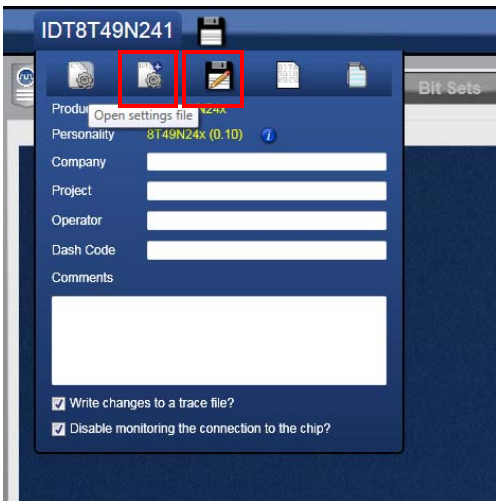 IDT8T49N241
Bit Sets
Open settings file
Personality 8T49N24x (0.10)
Company
Project
Operator
Dash Code
Comments
Write changes to a trace file?
Disable monitoring the connection to the chip?